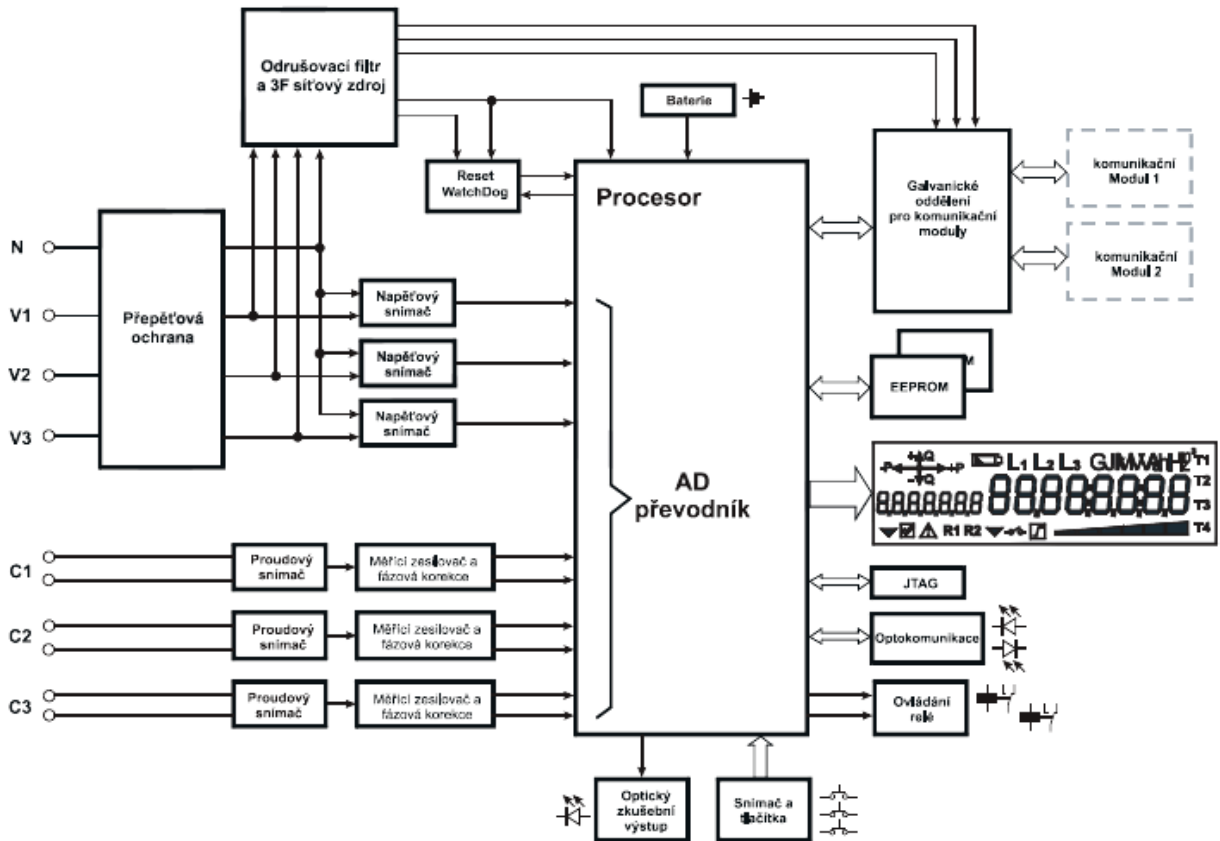 Odrušovací filtr
a 3F síťový zdroj
Baterie
Reset
WatchDog
Procesor
Galvanické
oddělení
pro komunikační
moduly
komunikační
Modul 1
komunikační
Modul 2
N
V1
V2
V3
Přepěťová
ochrana
Napěťový
snímač
Napěťový
snímač
Napěťový
snímač
EEPROM
M
AD
převodník
+Q
-P
+P
-Q
L1 L2 L3
T1
T2
T3
T4
R1 R2
C1
C2
C3
Proudový
snímač
Měřící zesilovač a
fázová korekce
Proudový
snímač
Měřící zesilovač a
fázová korekce
Proudový
snímač
Měřící zesilovač a
fázová korekce
JTAG
Optokomunikace
Ovládání
relé
Optický
zkušební
výstup
Snímač a
tlačítka